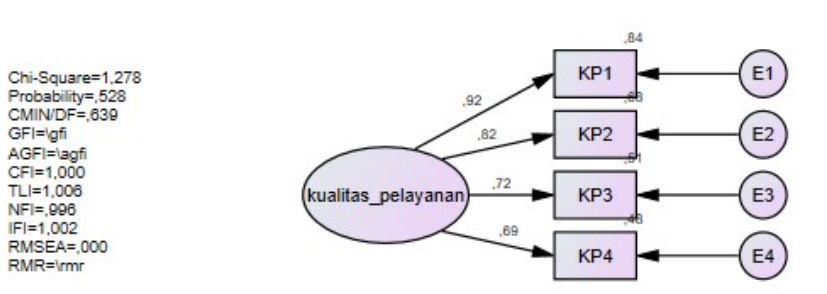 Chi-Square=1,278
Probability=,528
CMIN/DF=,639
GFI=\gfi
AGFI=\agfi
CFI=1,000
TLI=1,006
NFI=,996
IFI=1,002
RMSEA=,000
RMR=\rmr
kualitas_pelayanan
,92
,82
,72
,69
,84
KP1
E1
KP2
E2
,51
KP3
E3
KP4
E4